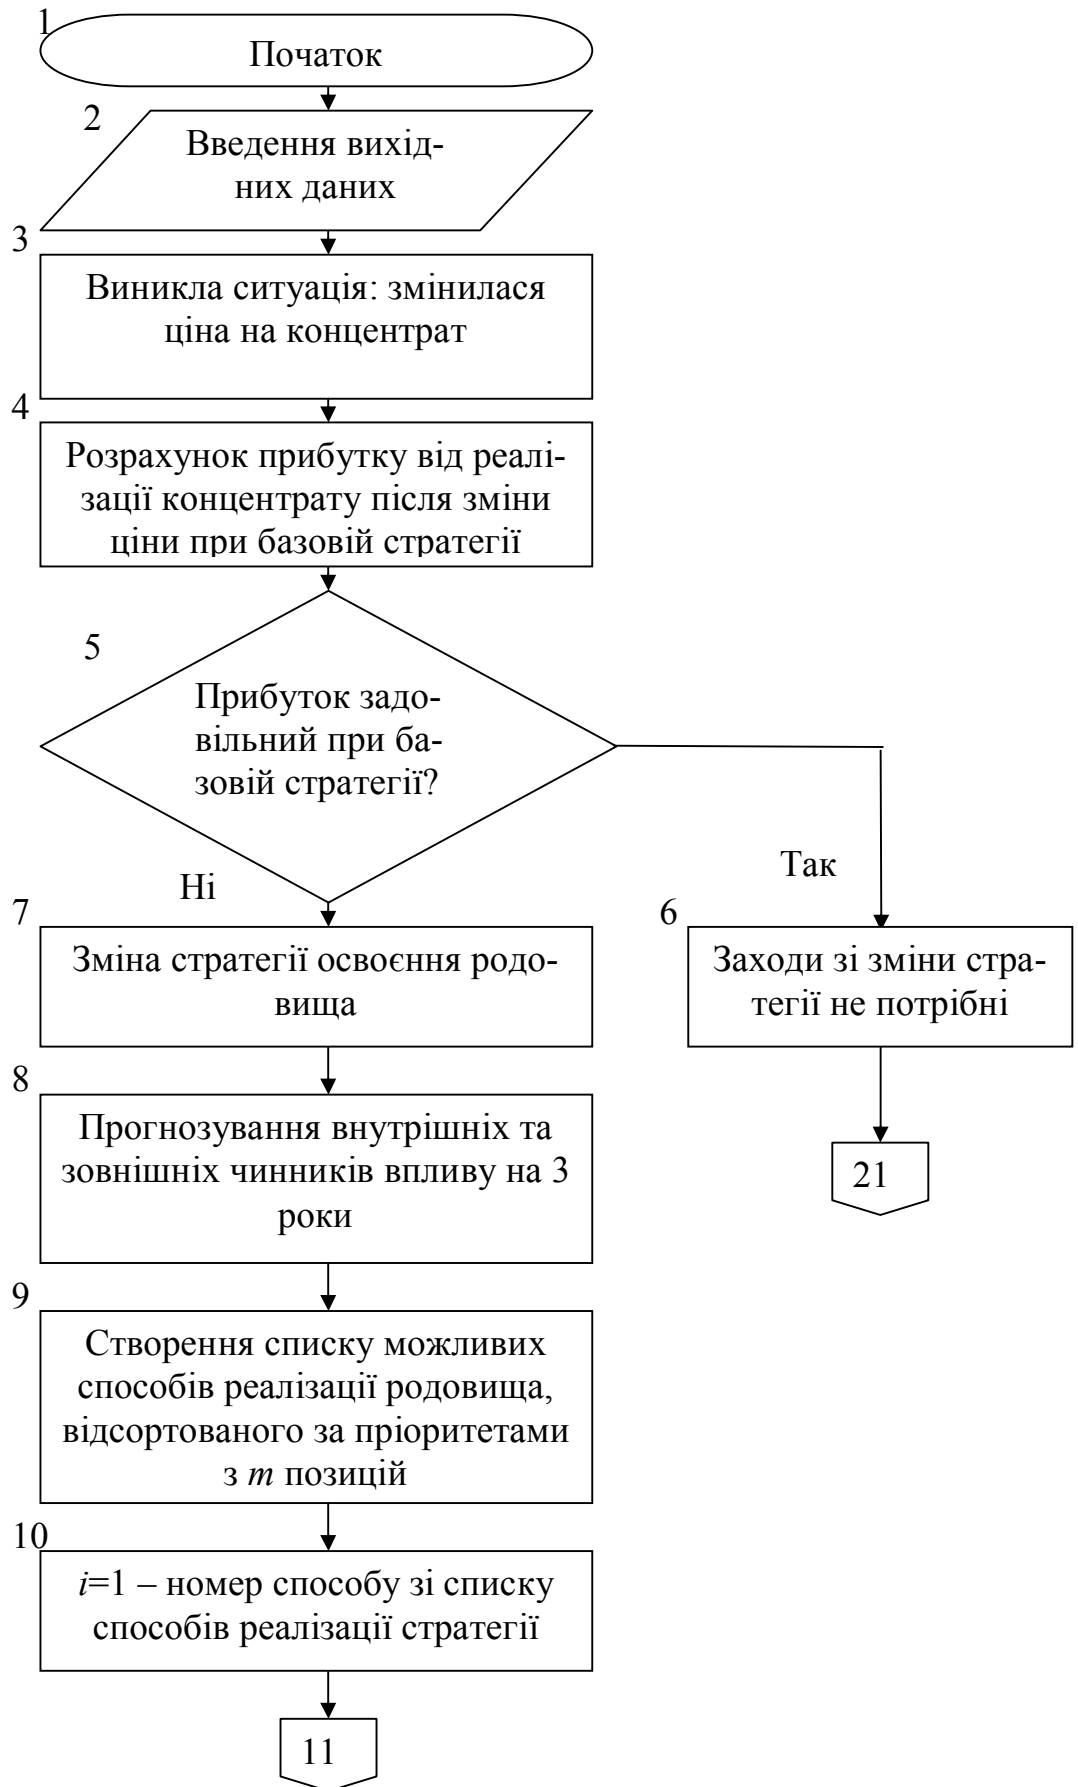 1
Початок
2
Введення вихід-
них даних
3
Виникла ситуація: змінилася
ціна на концентрат
4
Розрахунок прибутку від реалі-
зації концентрату після зміни
ціни при базовій стратегії
5
Прибуток задо-
вільний при ба-
зовій стратегії?
Так
Ні
7
Зміна стратегії освоєння родо-
вища
6
Заходи зі зміни стра-
тегії не потрібні
21
8
Прогнозування внутрішніх та
зовнішніх чинників впливу на 3
роки
9
Створення списку можливих
способів реалізації родовища,
відсортованого за пріоритетами
з m позицій
10
i=1 – номер способу зі списку
способів реалізації стратегії
11